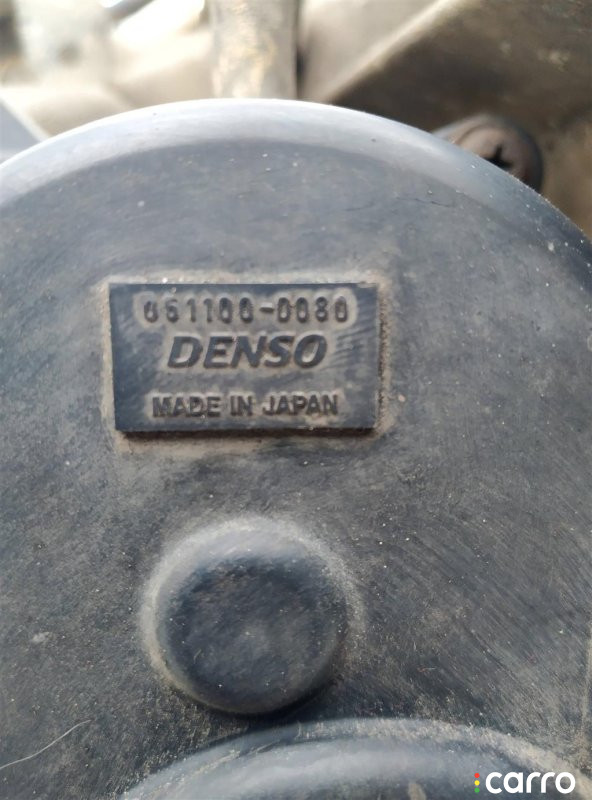 061100-0080
DENSO
MADE IN JAPAN
carro